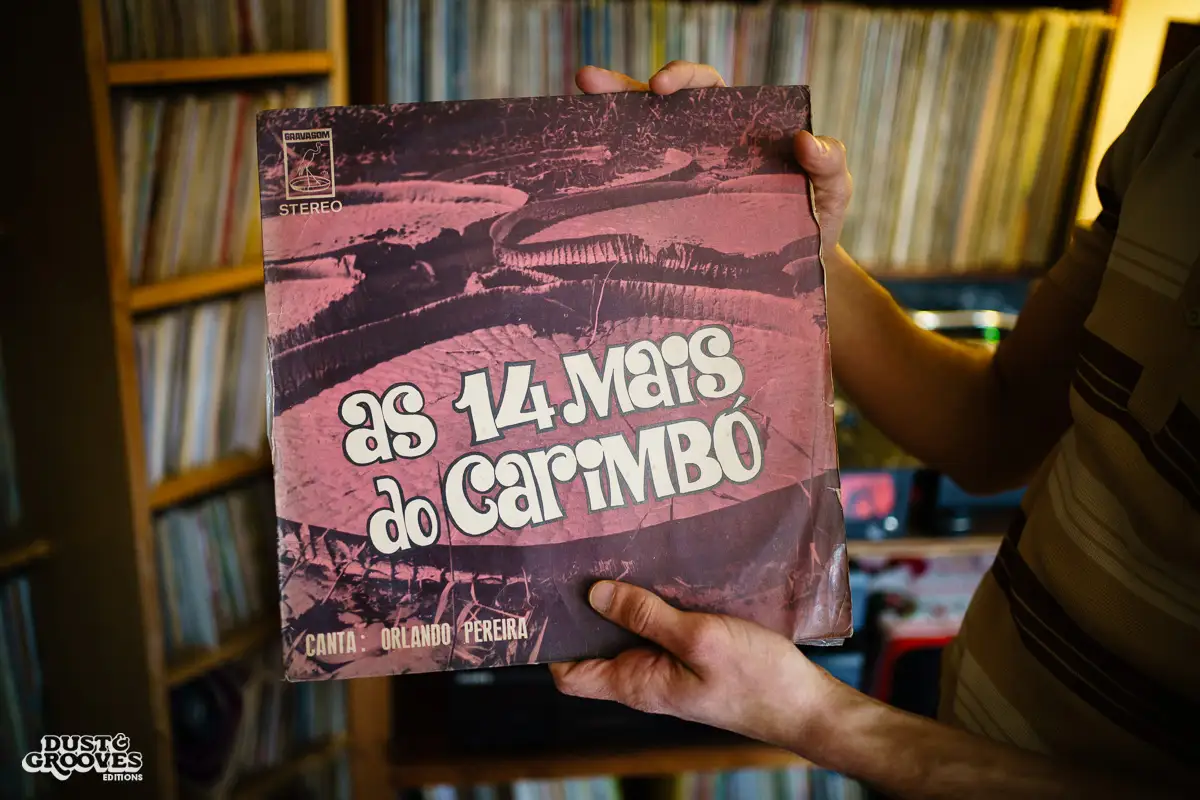 GRAVASOM
STEREO
as 14 Mais
do CariMBÓ
CANTA: ORLANDO PEREIRA
DUST &
GROOVES
EDITIONS